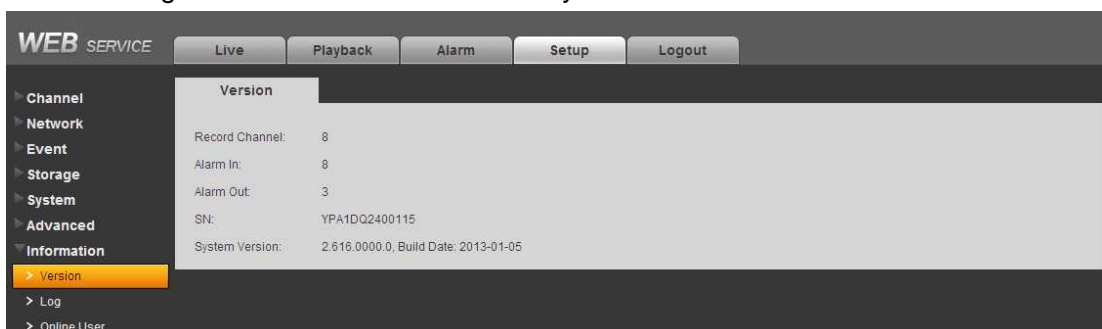 WEB SERVICE
Live Playback Alarm Setup Logout
Channel
Network
Event
Storage
System
Advanced
Information
> Version
> Log
> Online User
Version
Record Channel: 8
Alarm In: 8
Alarm Out: 3
SN: YPA1DQ2400115
System Version: 2.616.0000.0, Build Date: 2013-01-05